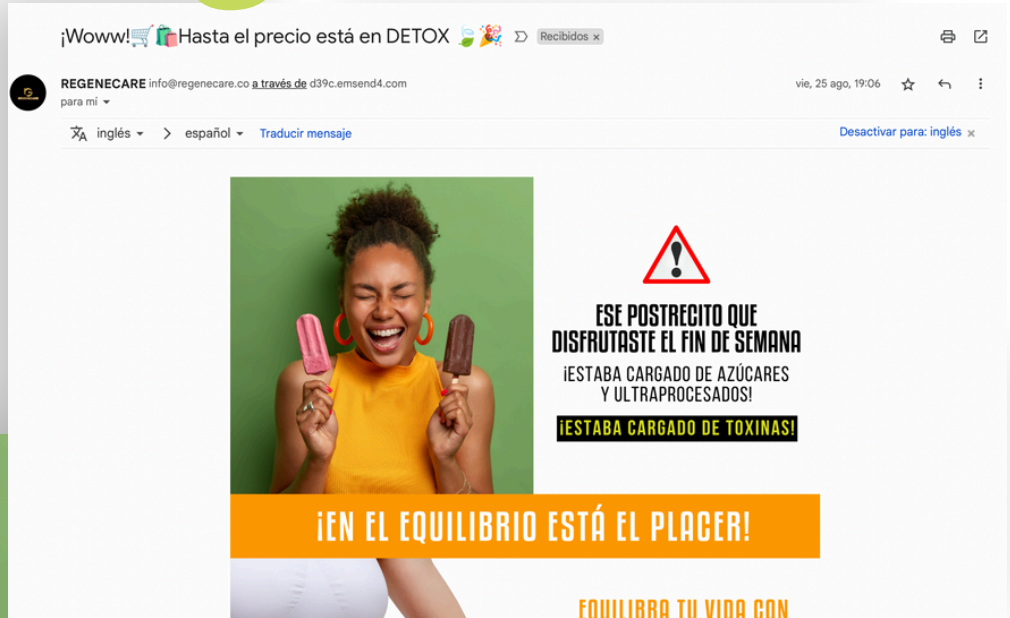 ¡Woww!🛒🛍️Hasta el precio está en DETOX 🍃🎉 Recibidos ×
REGENECARE info@regenecare.co a través de d39c.emsend4.com
vie, 25 ago, 19:06
para mí
inglés > español Traducir mensaje
Desactivar para: inglés ×
ESE POSTRECITO QUE
DISFRUTASTE EL FIN DE SEMANA
¡ESTABA CARGADO DE AZÚCARES
Y ULTRAPROCESADOS!
¡ESTABA CARGADO DE TOXINAS!
¡EN EL EQUILIBRIO ESTÁ EL PLACER!
EQUILIBRA TU VIDA CON